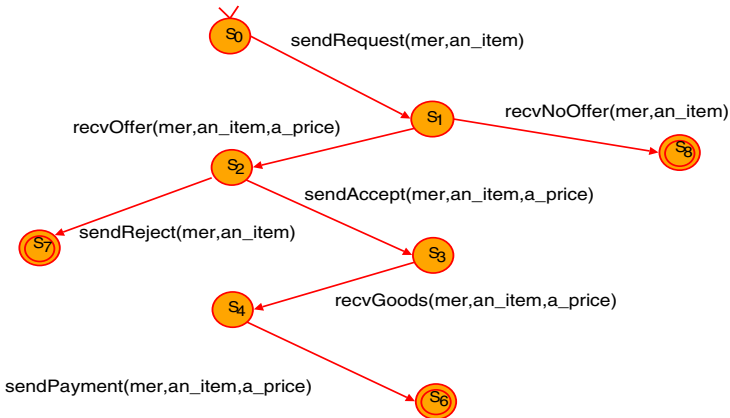 S0
sendRequest(mer,an_item)
S1
recvNoOffer(mer,an_item)
recvOffer(mer,an_item,a_price)
S8
S2
sendAccept(mer,an_item,a_price)
sendReject(mer,an_item)
S7
S3
recvGoods(mer,an_item,a_price)
S4
sendPayment(mer,an_item,a_price)
S6